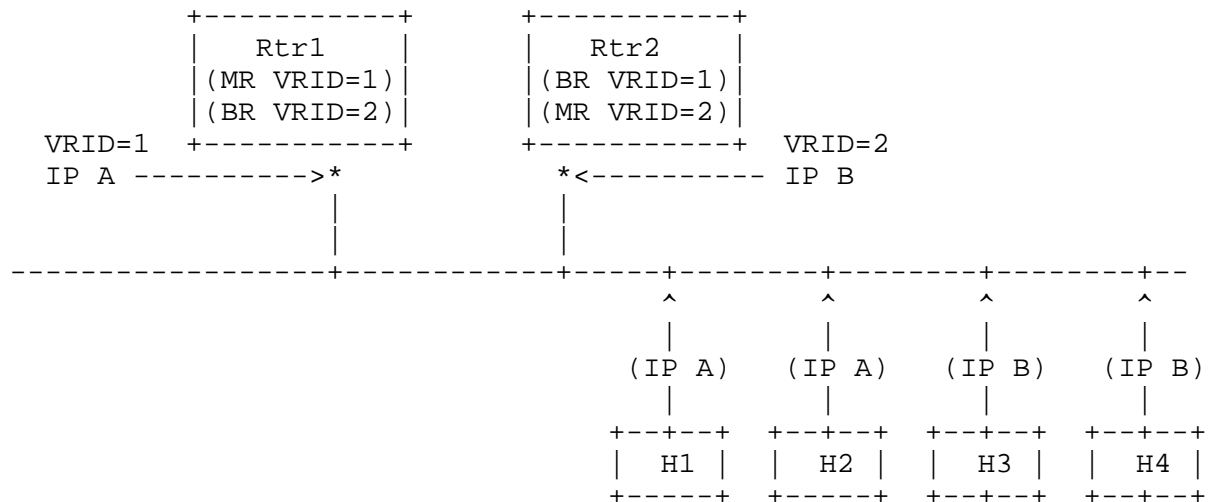 Rtr1 Rtr2
(MR VRID=1) (BR VRID=1)
(BR VRID=2) (MR VRID=2)
VRID=1 VRID=2
IP A ---------->* *<---------- IP B
(IP A) (IP A) (IP B) (IP B)
H1 H2 H3 H4